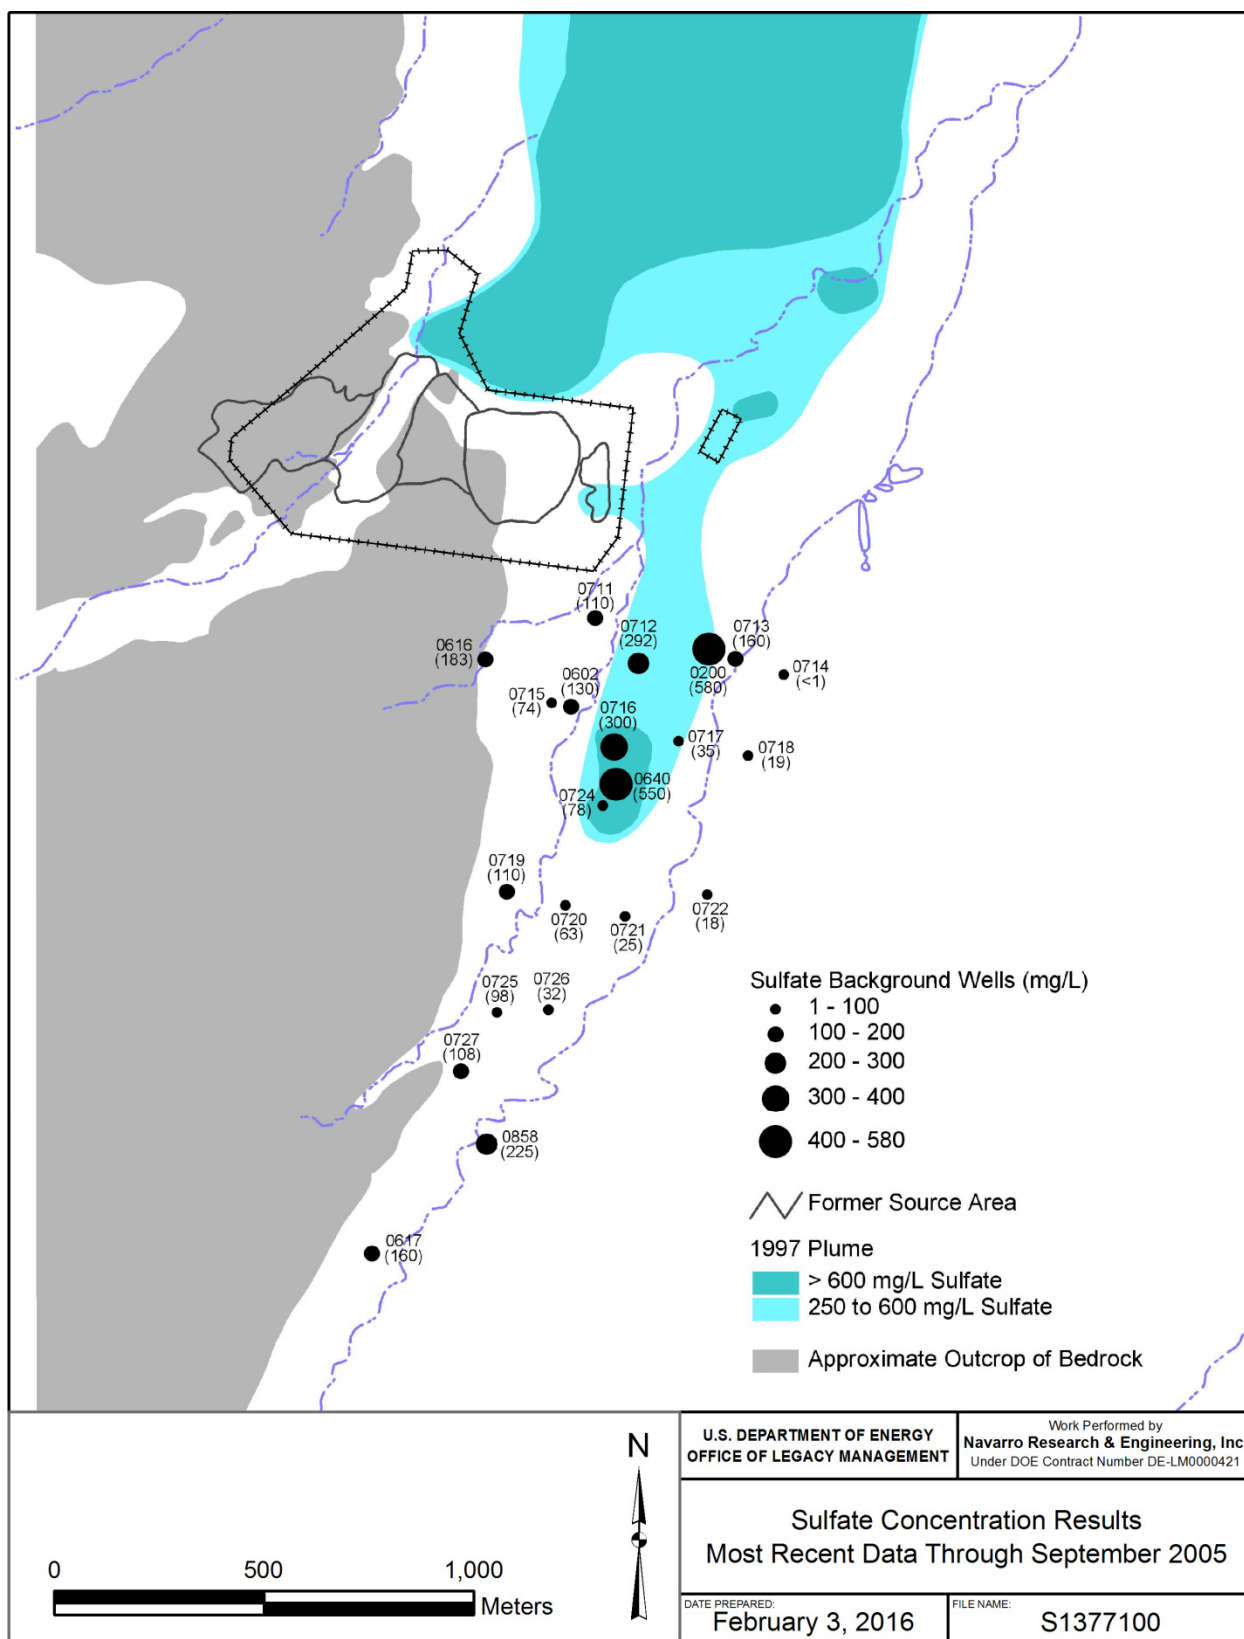 0711
(110)
0712
(292)
0713
(160)
0616
(183)
0714
(<1)
0200
(580)
0602
(130)
0715
(74)
0716
(300)
0717
(35)
0718
(19)
0640
(550)
0724
(78)
0719
(110)
0720
(63)
0721
(25)
0722
(18)
0725
(98)
0726
(32)
0727
(108)
0858
(225)
0617
(160)
Sulfate Background Wells (mg/L)
1 - 100
100 - 200
200 - 300
300 - 400
400 - 580
Former Source Area
1997 Plume
> 600 mg/L Sulfate
250 to 600 mg/L Sulfate
Approximate Outcrop of Bedrock
0 500 1,000
Meters
N
U.S. DEPARTMENT OF ENERGY
OFFICE OF LEGACY MANAGEMENT
Work Performed by
Navarro Research & Engineering, Inc
Under DOE Contract Number DE-LM0000421
Sulfate Concentration Results
Most Recent Data Through September 2005
DATE PREPARED:
February 3, 2016
FILE NAME:
S1377100